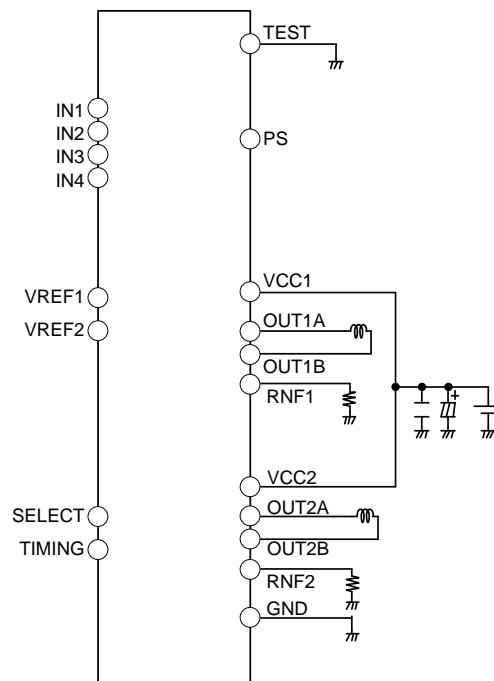 TEST
IN1
IN2
IN3
IN4
PS
VREF1
VREF2
VCC1
OUT1A
OUT1B
RNF1
+
VCC2
OUT2A
OUT2B
RNF2
GND
SELECT
TIMING